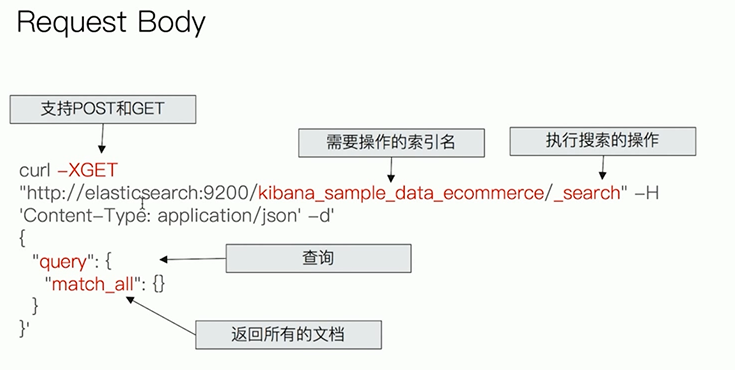 Request Body
支持POST和GET
需要操作的索引名
执行搜索的操作
curl –XGET
"http://elasticsearch:9200/kibana_sample_data_ecommerce/_search" –H
'Content–Type: application/json' –d'
{
"query": {
查询
"match_all": {}
}
}'
返回所有的文档